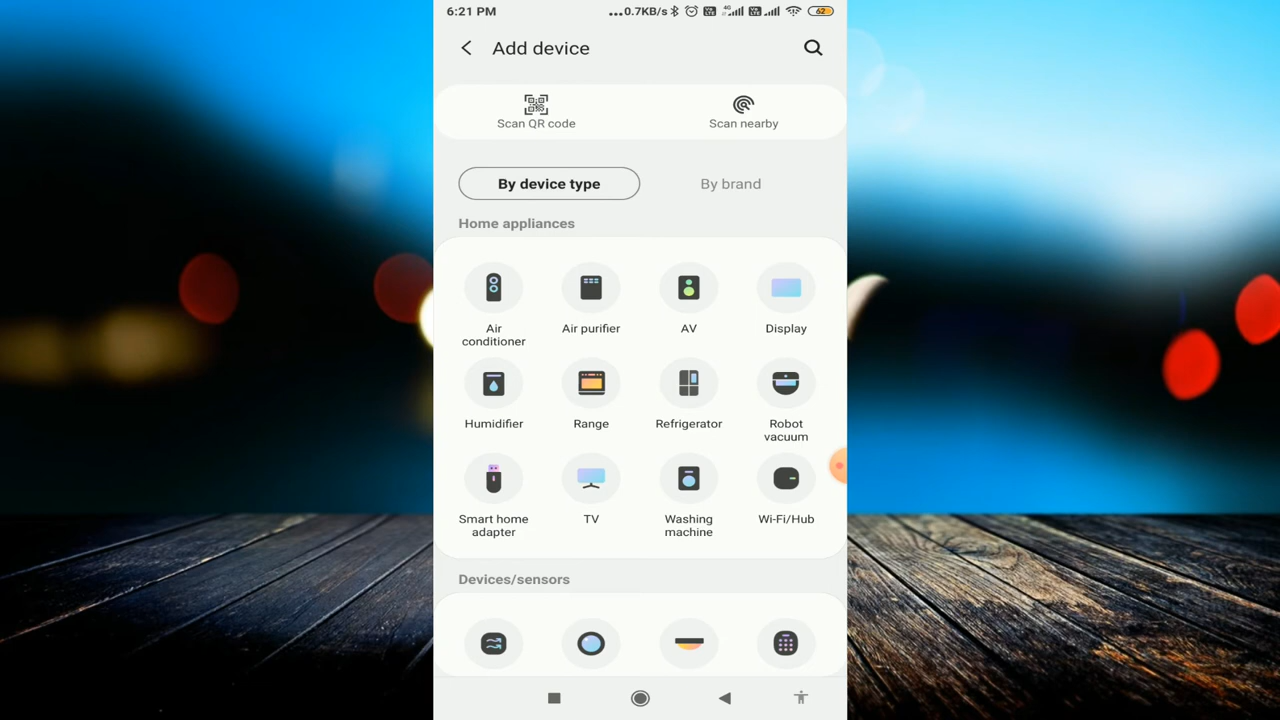 6:21 PM
...0.7KB/s
4G
62
Add device
Scan QR code
Scan nearby
By device type
By brand
Home appliances
Air conditioner
Air purifier
AV
Display
Humidifier
Range
Refrigerator
Robot vacuum
Smart home adapter
TV
Washing machine
Wi-Fi/Hub
Devices/sensors